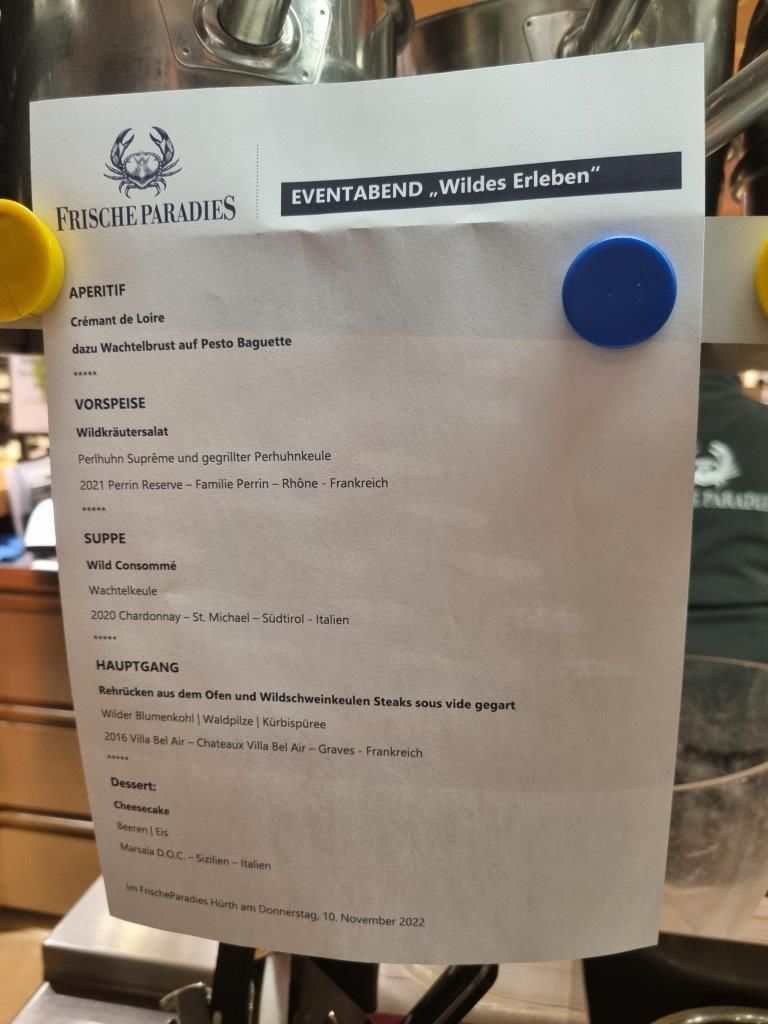 FRISCHEPARADIES
EVENTABEND „Wildes Erleben“
APERITIF
Crémant de Loire
dazu Wachtelbrust auf Pesto Baguette
*****
VORSPEISE
Wildkräutersalat
Perlhuhn Suprême und gegrillter Perhuhnkeule
2021 Perrin Reserve – Familie Perrin – Rhône - Frankreich
*****
SUPPE
Wild Consommé
Wachtelkeule
2020 Chardonnay – St. Michael – Südtirol - Italien
*****
HAUPTGANG
Rehrücken aus dem Ofen und Wildschweinkeulen Steaks sous vide gegart
Wilder Blumenkohl | Waldpilze | Kürbispüree
2016 Villa Bel Air – Chateaux Villa Bel Air – Graves - Frankreich
*****
Dessert:
Cheesecake
Beeren | Eis
Marsala D.O.C. – Sizilien – Italien
Im FrischeParadies Hürth am Donnerstag, 10. November 2022
E PARADIE